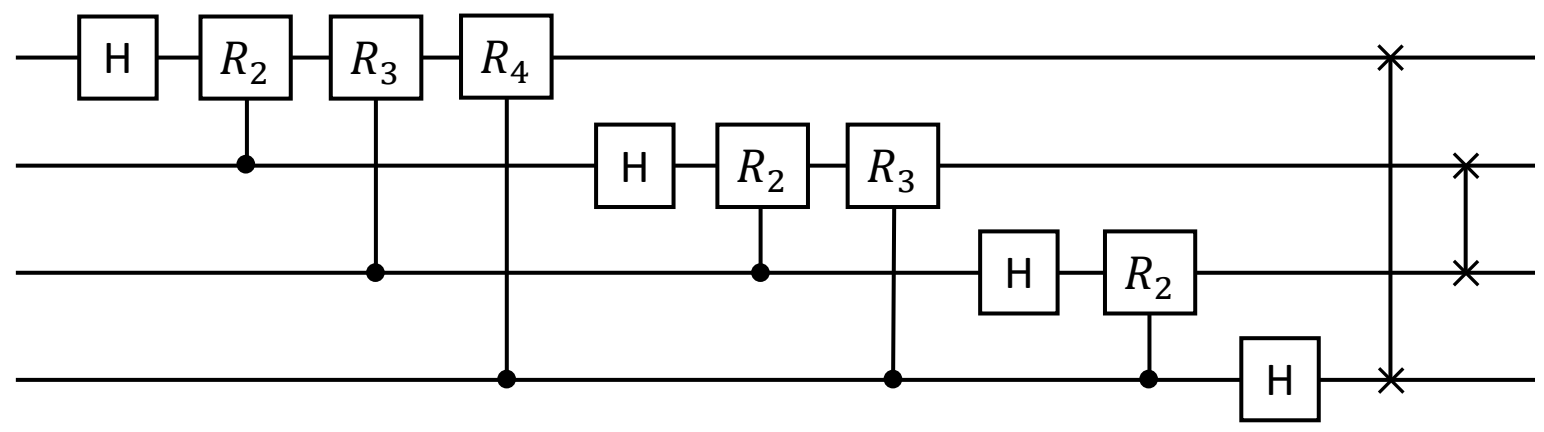 H R₂ R₃ R₄
H R₂ R₃
H R₂
H